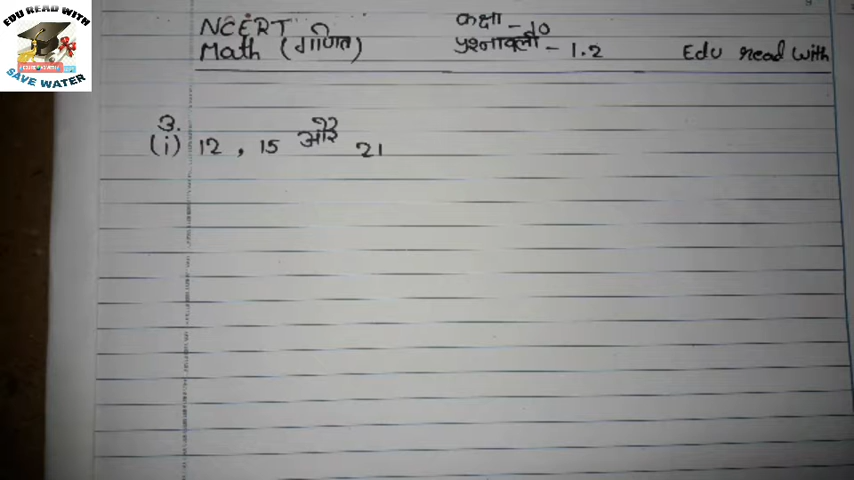 EDU READ WITH
SAVE WATER
NCERT कक्षा - 10
Math (गणित) प्रश्नावली - 1.2 Edu read with
3.
(i) 12 , 15 और 21